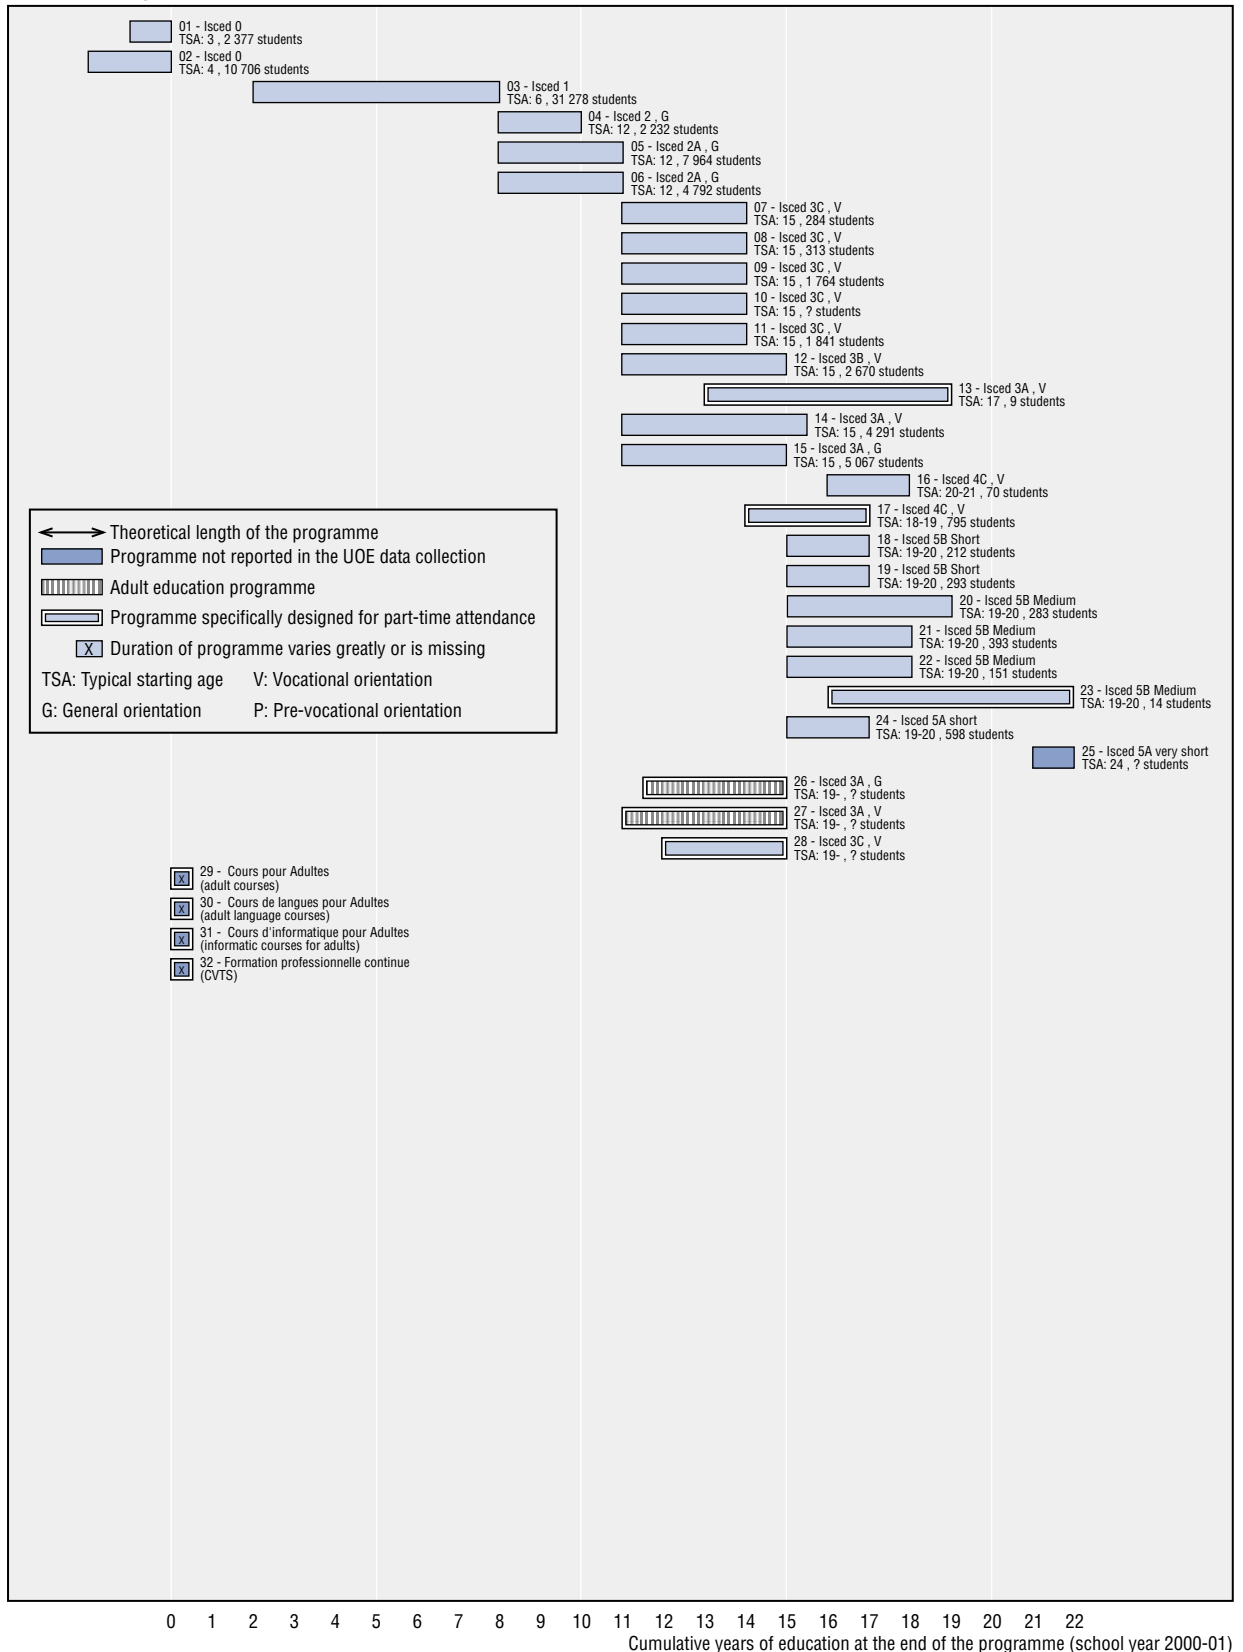 01 - Isced 0
TSA: 3 , 2 377 students
02 - Isced 0
TSA: 4 , 10 706 students
03 - Isced 1
TSA: 6 , 31 278 students
04 - Isced 2 , G
TSA: 12 , 2 232 students
05 - Isced 2A , G
TSA: 12 , 7 964 students
06 - Isced 2A , G
TSA: 12 , 4 792 students
07 - Isced 3C , V
TSA: 15 , 284 students
08 - Isced 3C , V
TSA: 15 , 313 students
09 - Isced 3C , V
TSA: 15 , 1 764 students
10 - Isced 3C , V
TSA: 15 , ? students
11 - Isced 3C , V
TSA: 15 , 1 841 students
12 - Isced 3B , V
TSA: 15 , 2 670 students
13 - Isced 3A , V
TSA: 17 , 9 students
14 - Isced 3A , V
TSA: 15 , 4 291 students
15 - Isced 3A , G
TSA: 15 , 5 067 students
16 - Isced 4C , V
TSA: 20-21 , 70 students
17 - Isced 4C , V
TSA: 18-19 , 795 students
18 - Isced 5B Short
TSA: 19-20 , 212 students
19 - Isced 5B Short
TSA: 19-20 , 293 students
20 - Isced 5B Medium
TSA: 19-20 , 283 students
21 - Isced 5B Medium
TSA: 19-20 , 393 students
22 - Isced 5B Medium
TSA: 19-20 , 151 students
23 - Isced 5B Medium
TSA: 19-20 , 14 students
24 - Isced 5A short
TSA: 19-20 , 598 students
25 - Isced 5A very short
TSA: 24 , ? students
26 - Isced 3A , G
TSA: 19- , ? students
27 - Isced 3A , V
TSA: 19- , ? students
28 - Isced 3C , V
TSA: 19- , ? students
Theoretical length of the programme
Programme not reported in the UOE data collection
Adult education programme
Programme specifically designed for part-time attendance
X Duration of programme varies greatly or is missing
TSA: Typical starting age V: Vocational orientation
G: General orientation P: Pre-vocational orientation
X 29 - Cours pour Adultes
(adult courses)
X 30 - Cours de langues pour Adultes
(adult language courses)
X 31 - Cours d'informatique pour Adultes
(informatic courses for adults)
X 32 - Formation professionnelle continue
(CVTS)
0 1 2 3 4 5 6 7 8 9 10 11 12 13 14 15 16 17 18 19 20 21 22
Cumulative years of education at the end of the programme (school year 2000-01)